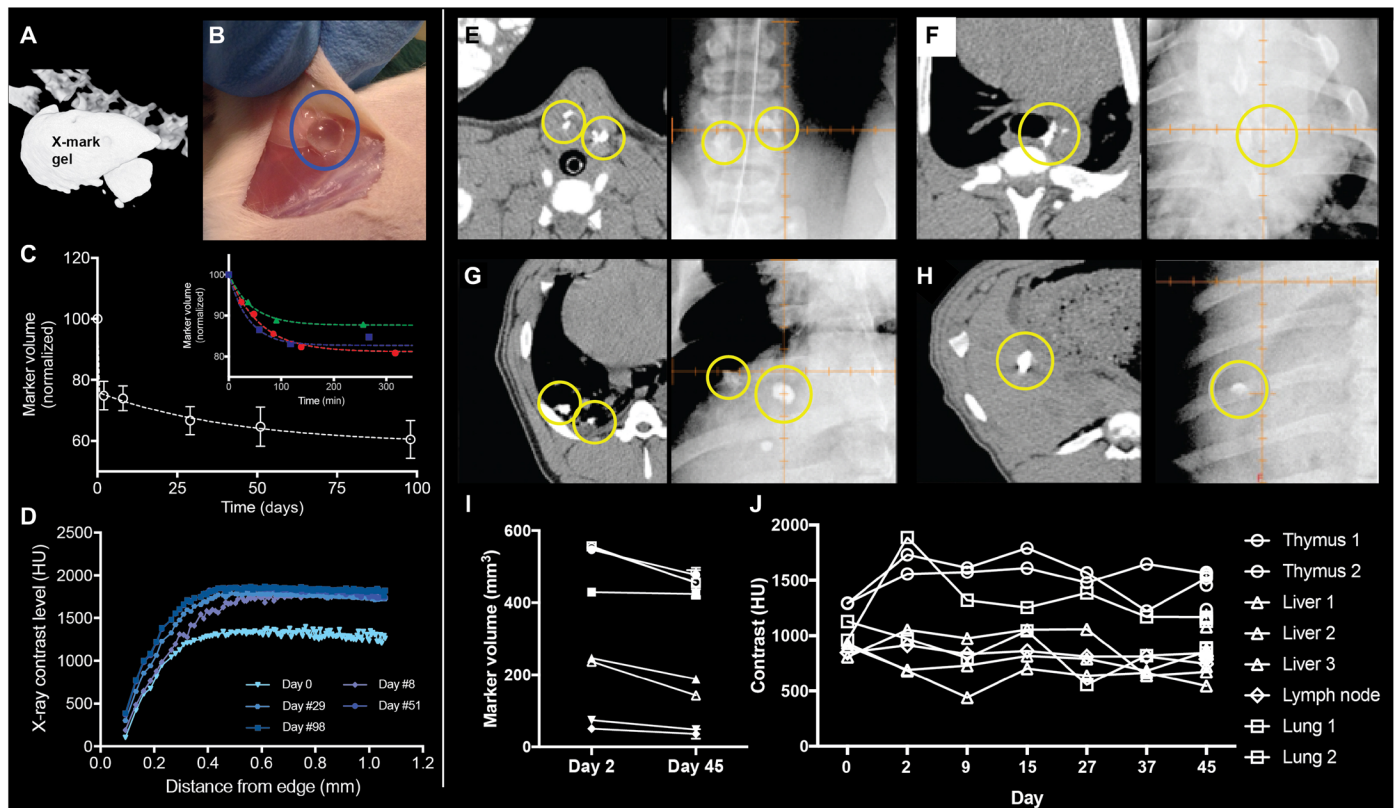 A
X-mark
gel
B
C
120
100
80
60
0
25
50
75
100
Marker volume
(normalized)
Time (days)
100
90
80
0
100
200
300
Marker volume
(normalized)
Time (min)
D
2500
2000
1500
1000
500
0
0.0
0.2
0.4
0.6
0.8
1.0
1.2
X-ray contrast level (HU)
Distance from edge (mm)
Day 0
Day #8
Day #29
Day #51
Day #98
E
F
G
H
I
600
400
200
0
Marker volume (mm³)
Day 2
Day 45
J
2000
1500
1000
500
0
Contrast (HU)
0
2
9
15
27
37
45
Day
Thymus 1
Thymus 2
Liver 1
Liver 2
Liver 3
Lymph node
Lung 1
Lung 2